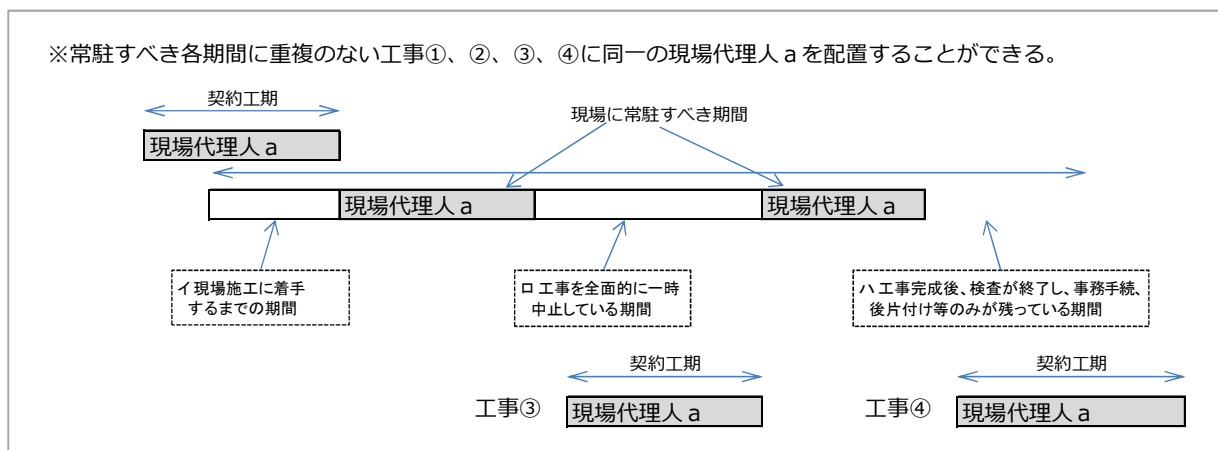 ※常駐すべき各期間に重複のない工事①、②、③、④に同一の現場代理人ａを配置することができる。
契約工期
現場に常駐すべき期間
現場代理人ａ
現場代理人ａ
現場代理人ａ
イ 現場施工に着手
するまでの期間
ロ 工事を全面的に一時
中止している期間
ハ 工事完成後、検査が終了し、事務手続、
後片付け等のみが残っている期間
契約工期
契約工期
工事③
現場代理人ａ
工事④
現場代理人ａ